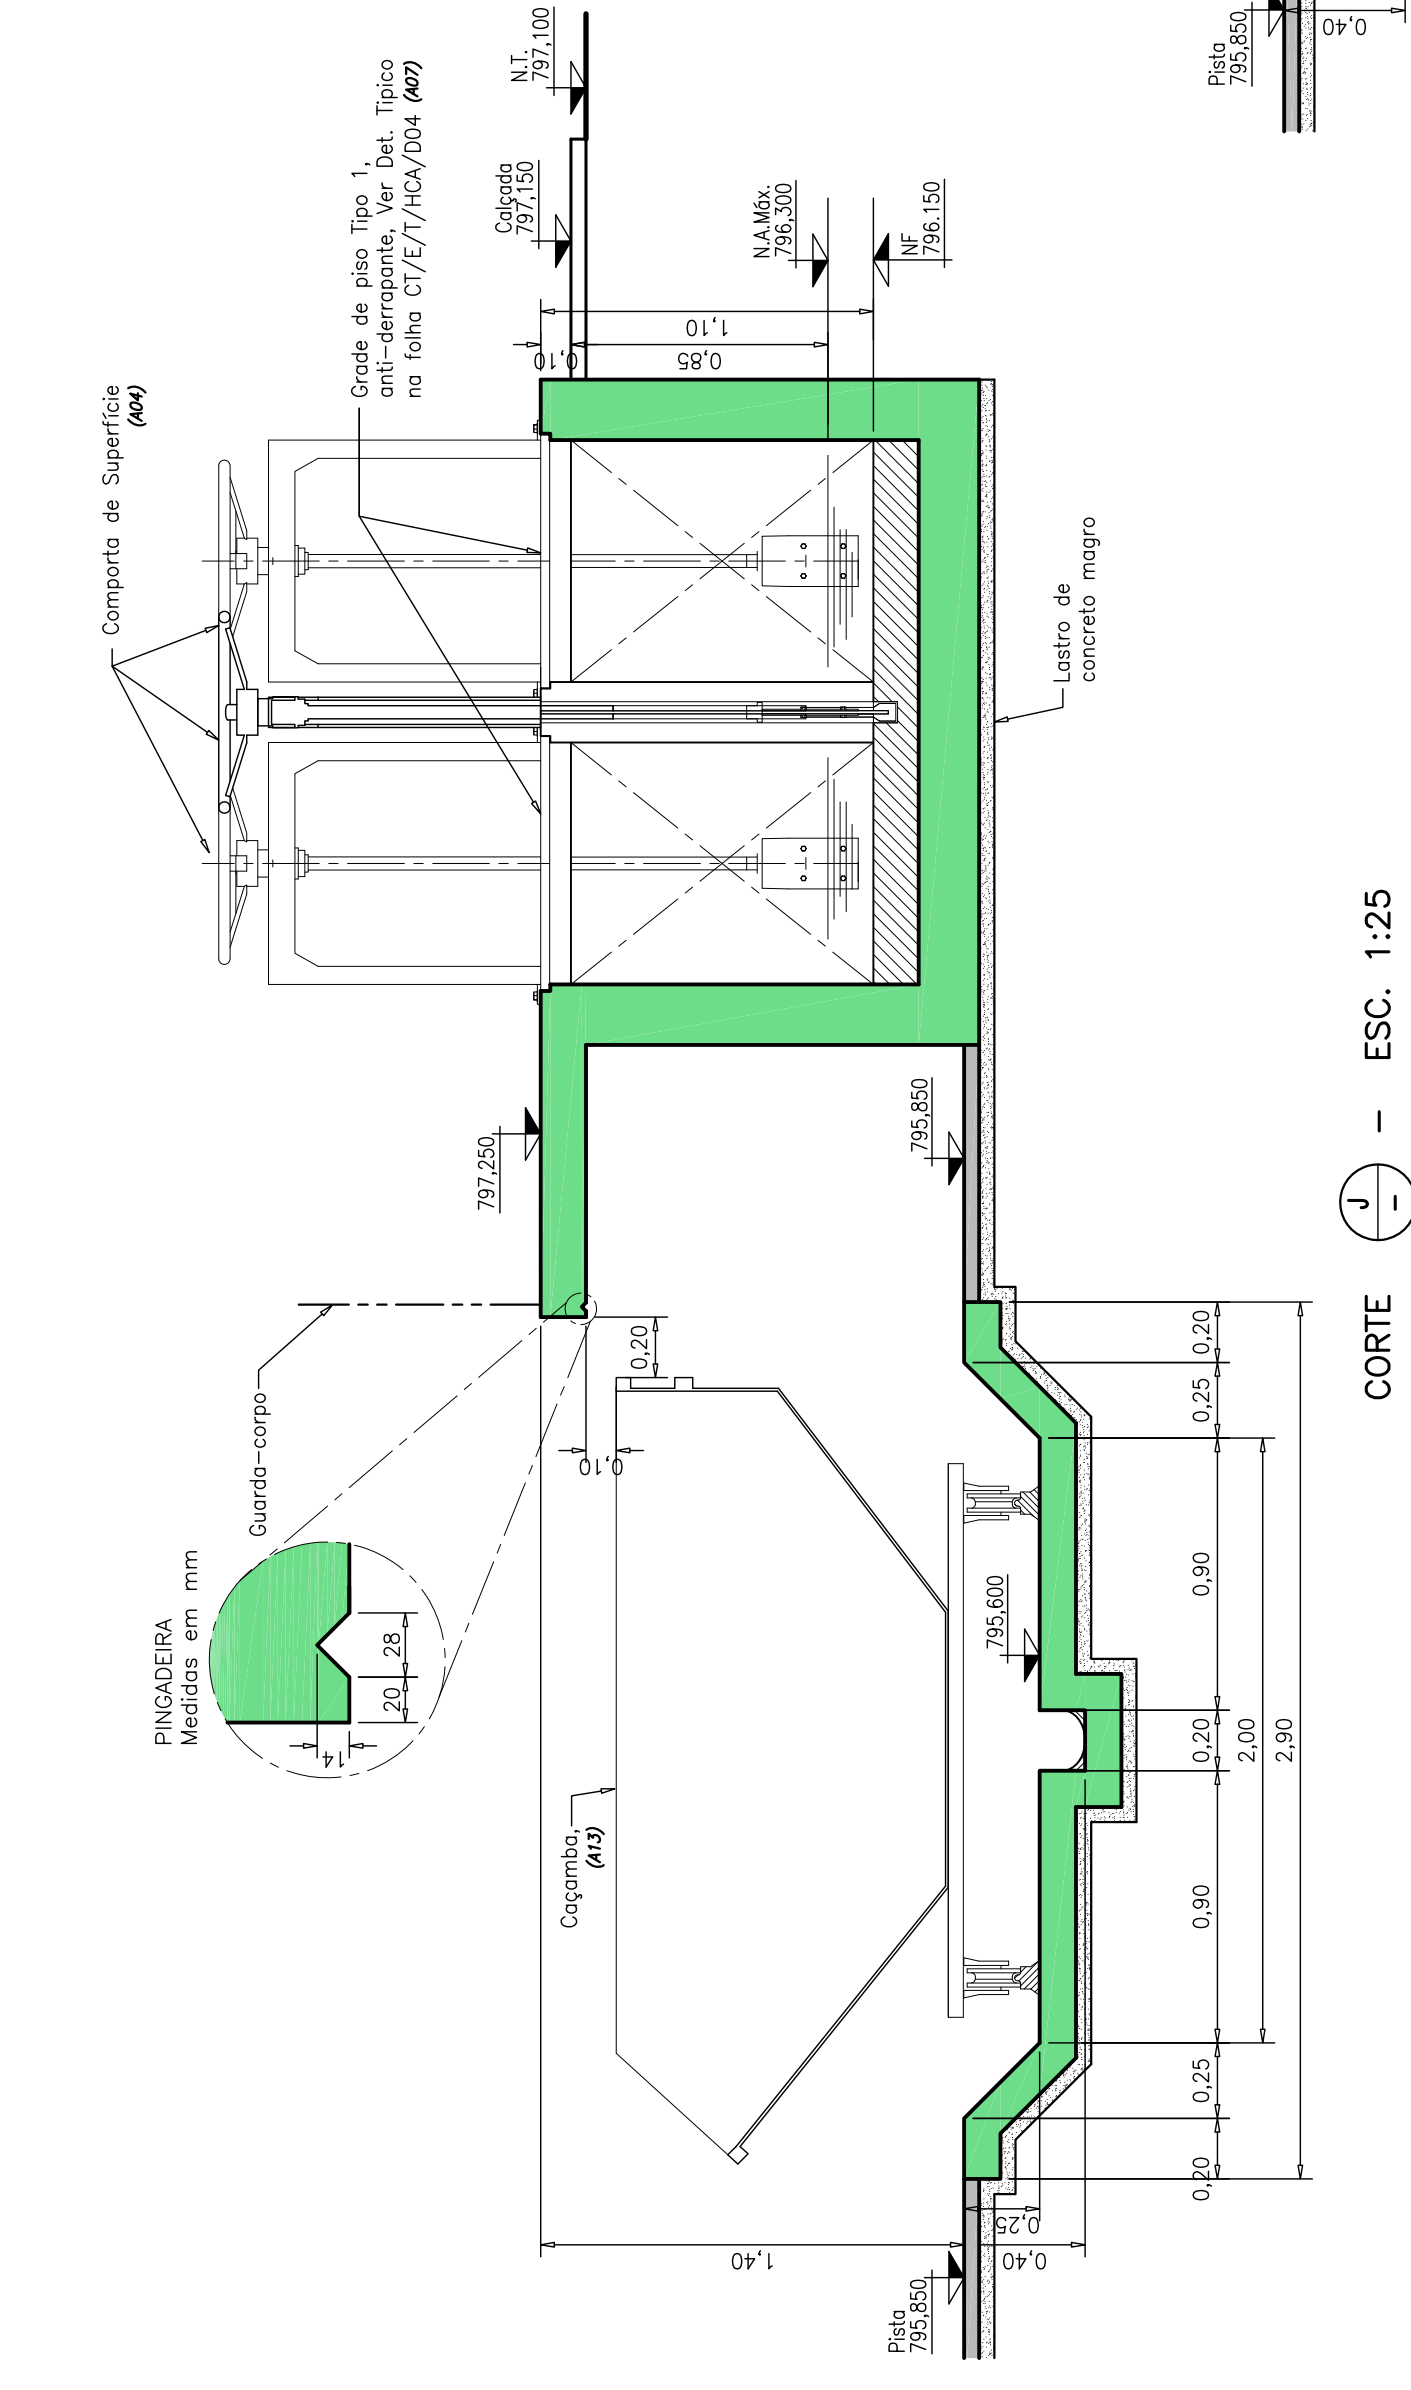 Comporta de Superfície
(A04)
Grade de piso Tipo 1,
anti-derrapante, Ver Det. Tipico
na folha CT/E/T/HCA/D04 (A07)
N.T.
797,100
Calçada
797,150
N.A.Máx.
796,300
NF
796.150
1,10
0,10
0,85
Pista
795,850
0,40
Lastro de
concreto magro
797,250
795,850
Guarda-corpo
PINGADEIRA
Medidas em mm
14
20
28
0,20
0,10
Caçamba,
(A13)
795,600
0,20
0,25
0,90
0,20
0,90
0,25
0,20
2,00
2,90
1,40
0,25
0,40
Pista
795,850
CORTE J - - ESC. 1:25